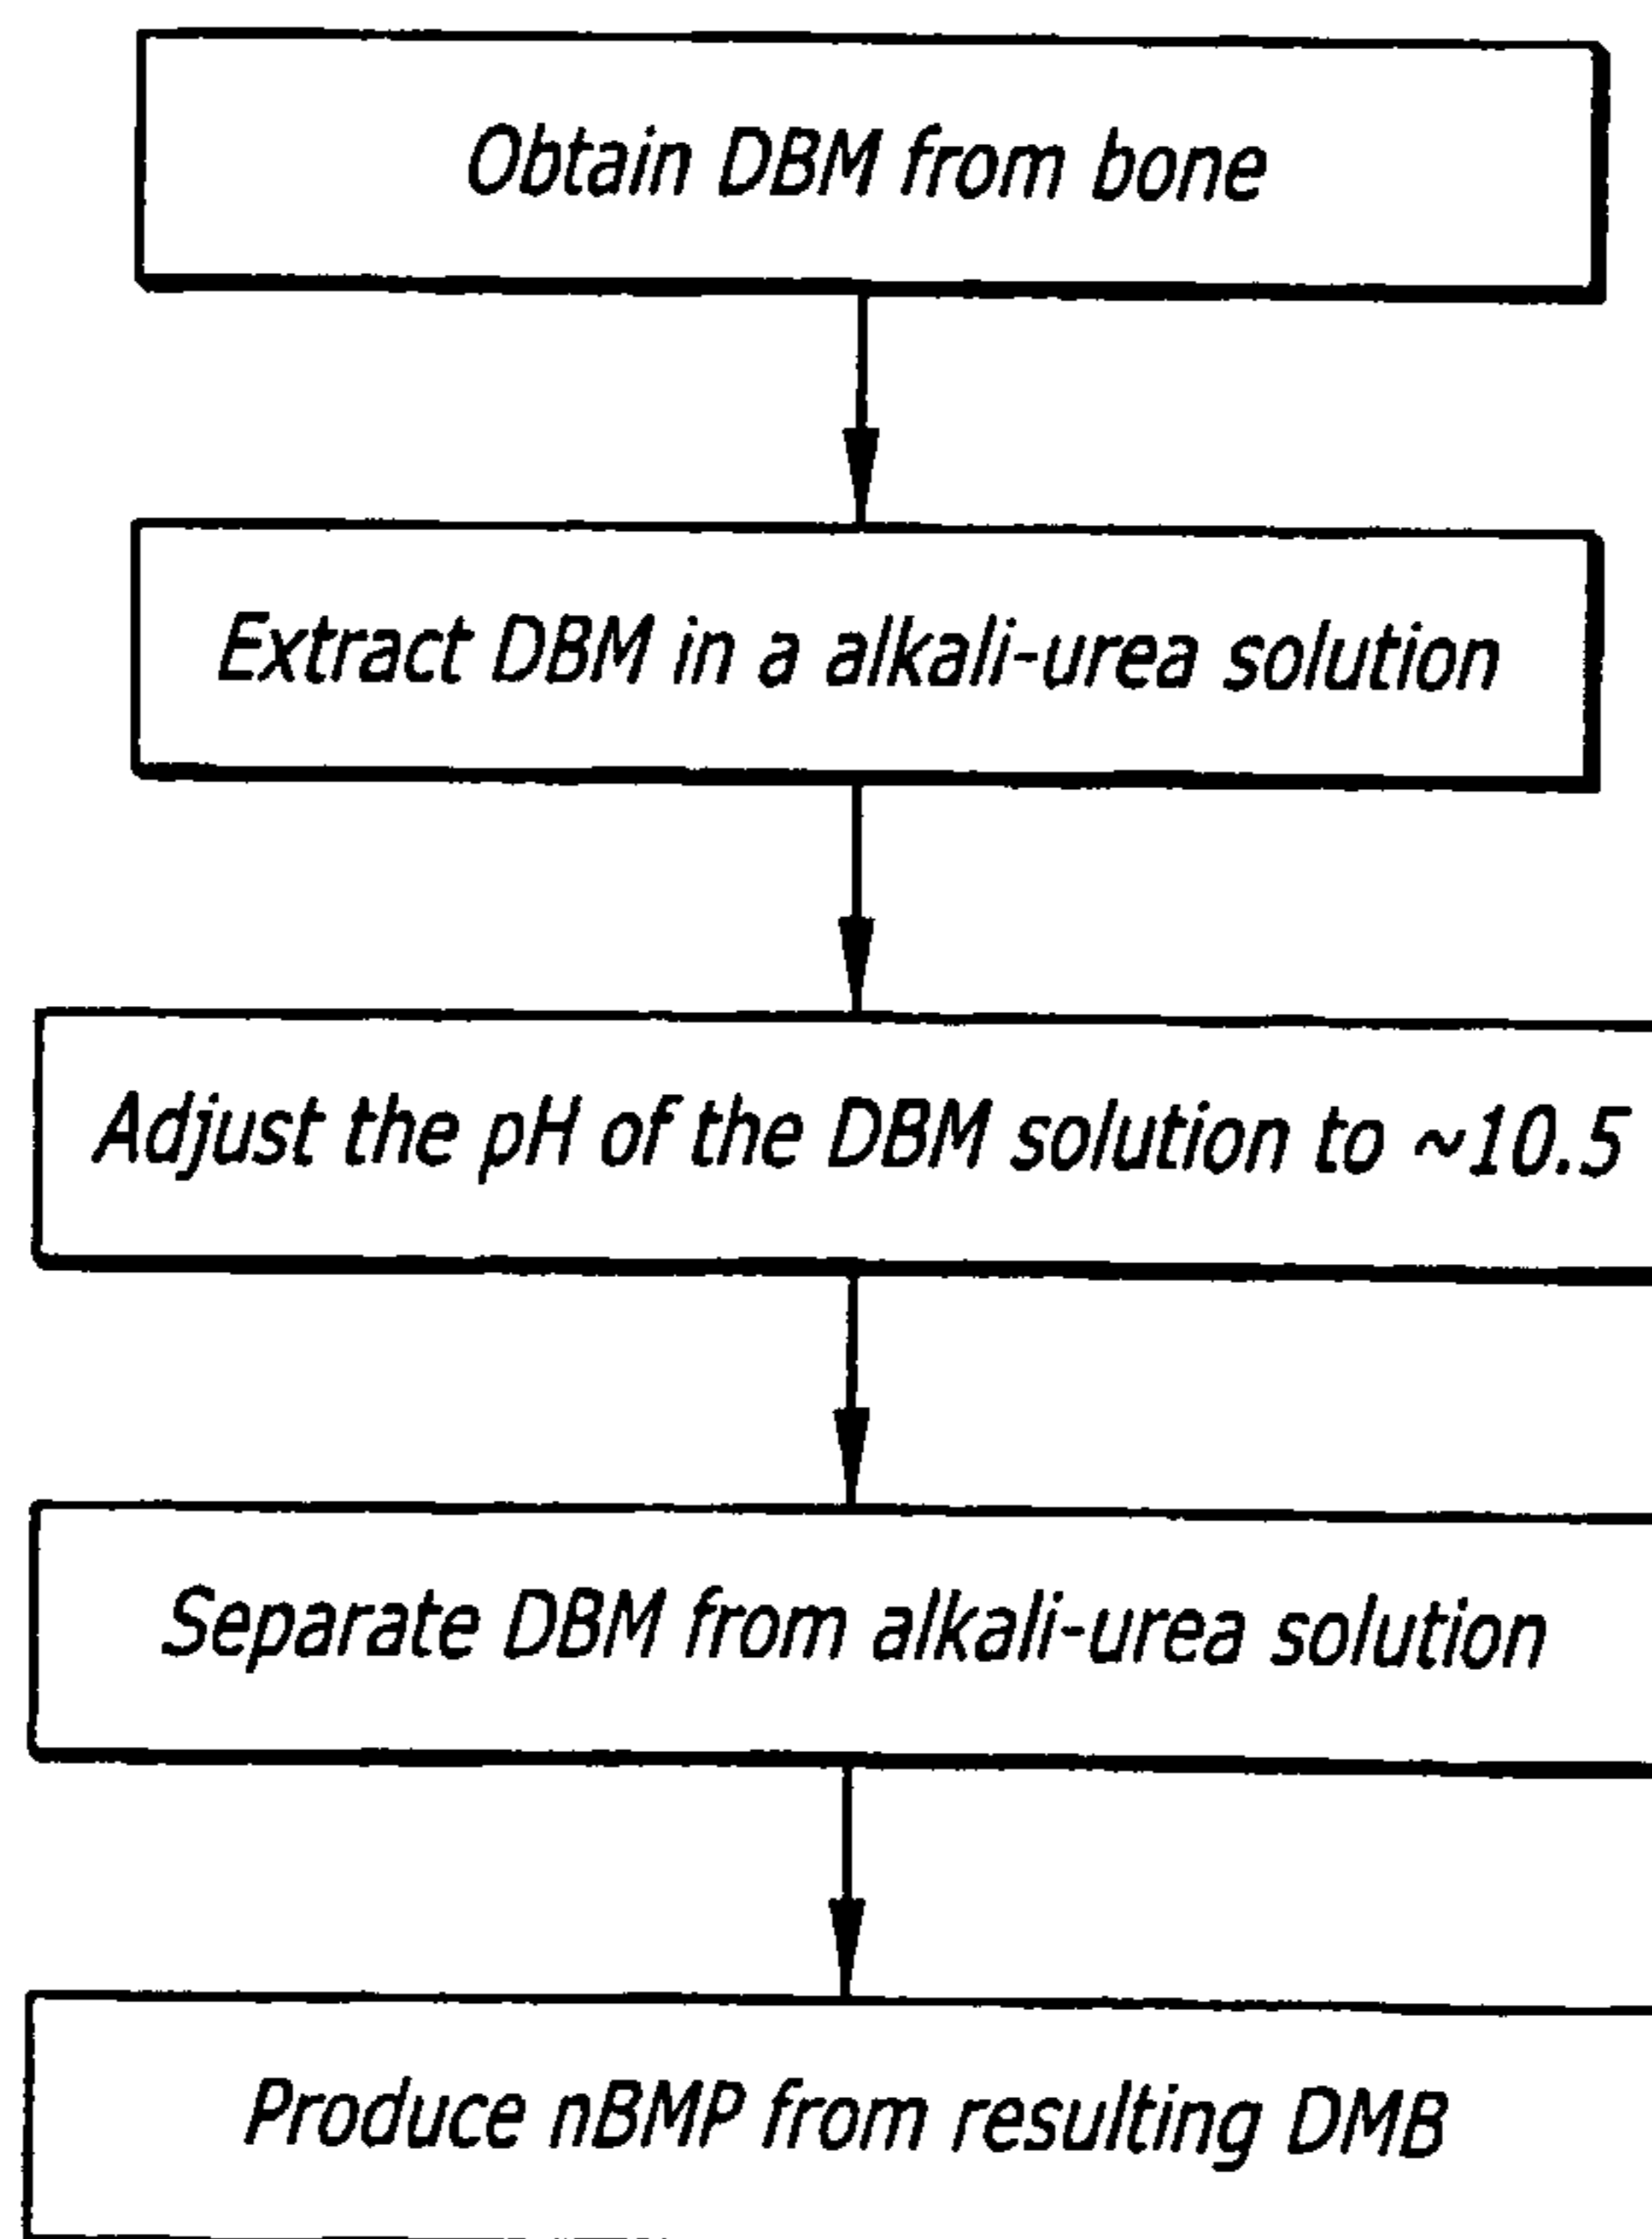 Obtain DBM from bone
Extract DBM in a alkali-urea solution
Adjust the pH of the DBM solution to ~10.5
Separate DBM from alkali-urea solution
Produce nBMP from resulting DMB